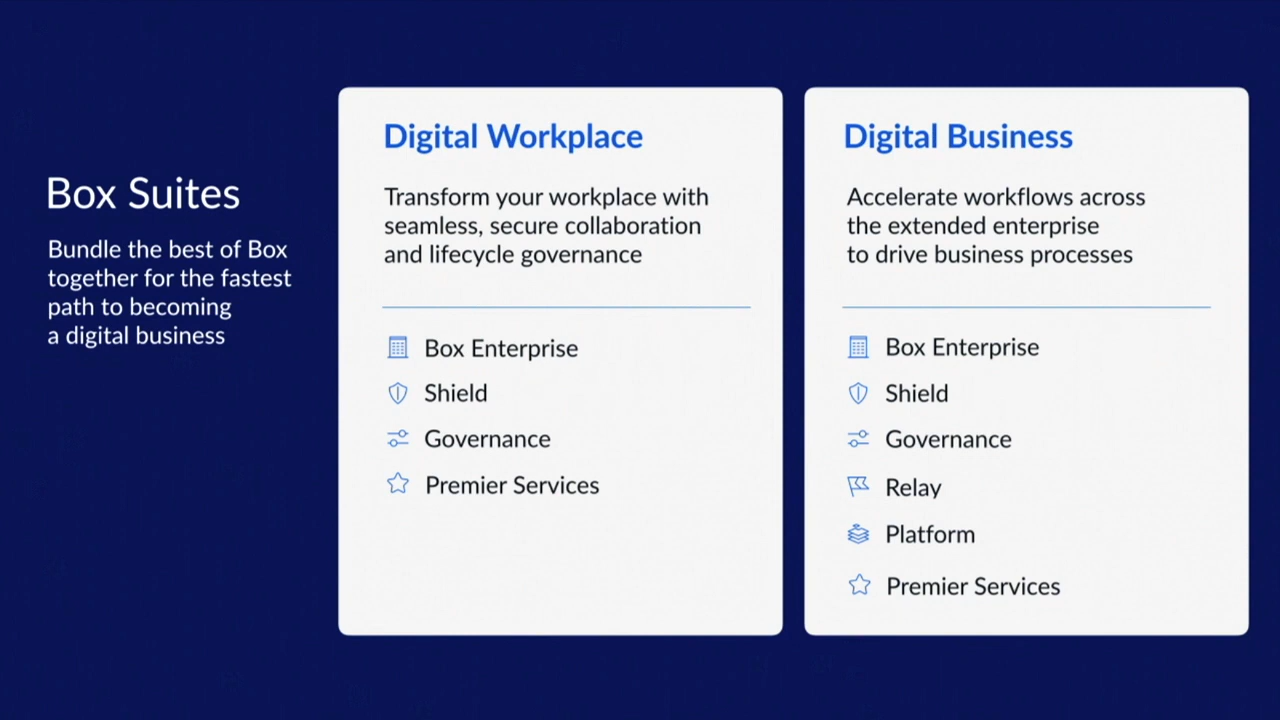 Box Suites
Bundle the best of Box
together for the fastest
path to becoming
a digital business
Digital Workplace
Transform your workplace with
seamless, secure collaboration
and lifecycle governance
Box Enterprise
Shield
Governance
Premier Services
Digital Business
Accelerate workflows across
the extended enterprise
to drive business processes
Box Enterprise
Shield
Governance
Relay
Platform
Premier Services